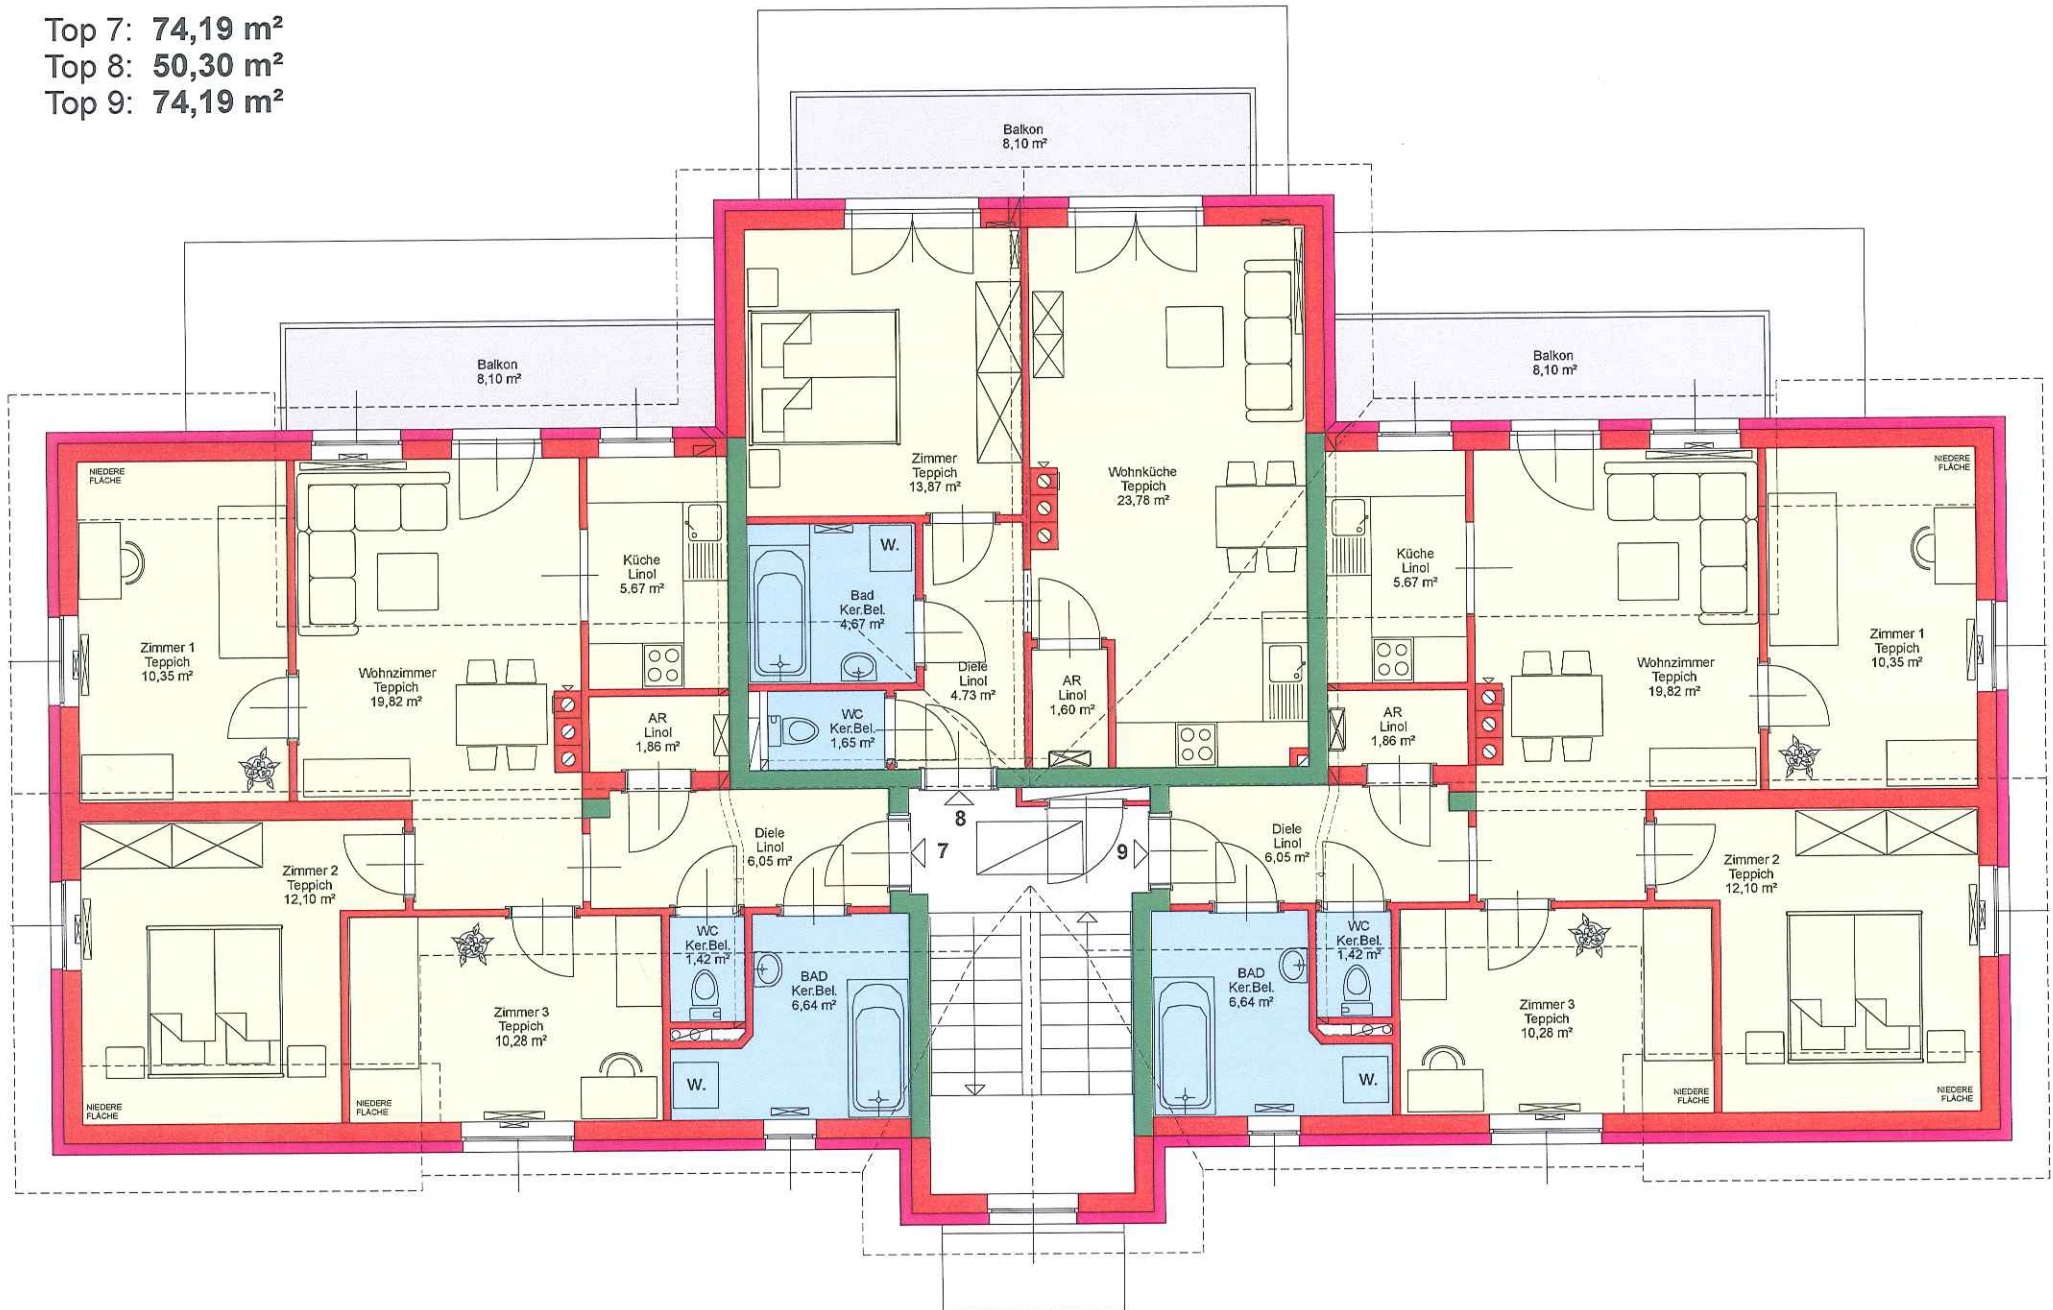 Top 7: 74,19 m²
Top 8: 50,30 m²
Top 9: 74,19 m²
Balkon
8,10 m²
Balkon
8,10 m²
Balkon
8,10 m²
NIEDERE
FLÄCHE
Zimmer
Teppich
13,87 m²
Wohnküche
Teppich
23,78 m²
NIEDERE
FLÄCHE
Küche
Linol
5.67 m²
W.
Bad
Ker.Bel.
4,67 m²
Küche
Linol
5.67 m²
Zimmer 1
Teppich
10,35 m²
Wohnzimmer
Teppich
19,82 m²
Diele
Linol
4.73 m²
AR
Linol
1,60 m²
Wohnzimmer
Teppich
19,82 m²
Zimmer 1
Teppich
10,35 m²
AR
Linol
1,86 m²
WC
Ker.Bel.
1,65 m²
AR
Linol
1,86 m²
8
7
9
Diele
Linol
6,05 m²
Diele
Linol
6,05 m²
Zimmer 2
Teppich
12,10 m²
Zimmer 2
Teppich
12,10 m²
WC
Ker.Bel.
1,42 m²
BAD
Ker.Bel.
6,64 m²
BAD
Ker.Bel.
6,64 m²
WC
Ker.Bel.
1,42 m²
Zimmer 3
Teppich
10,28 m²
Zimmer 3
Teppich
10,28 m²
W.
W.
NIEDERE
FLÄCHE
NIEDERE
FLÄCHE
NIEDERE
FLÄCHE
NIEDERE
FLÄCHE